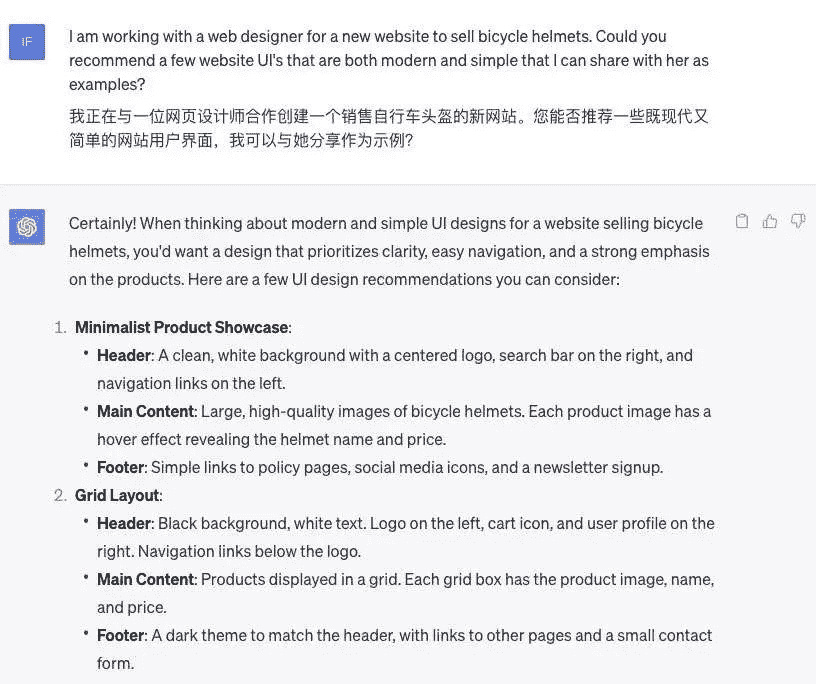 I am working with a web designer for a new website to sell bicycle helmets. Could you
recommend a few website UI's that are both modern and simple that I can share with her as
examples?
我正在与一位网页设计师合作创建一个销售自行车头盔的新网站。您能否推荐一些既现代又
简单的网站用户界面，我可以与她分享作为示例?
Certainly! When thinking about modern and simple UI designs for a website selling bicycle
helmets, you'd want a design that prioritizes clarity, easy navigation, and a strong emphasis
on the products. Here are a few UI design recommendations you can consider:
1. Minimalist Product Showcase:
• Header: A clean, white background with a centered logo, search bar on the right, and
navigation links on the left.
• Main Content: Large, high-quality images of bicycle helmets. Each product image has a
hover effect revealing the helmet name and price.
• Footer: Simple links to policy pages, social media icons, and a newsletter signup.
2. Grid Layout:
• Header: Black background, white text. Logo on the left, cart icon, and user profile on the
right. Navigation links below the logo.
• Main Content: Products displayed in a grid. Each grid box has the product image, name,
and price.
• Footer: A dark theme to match the header, with links to other pages and a small contact
form.